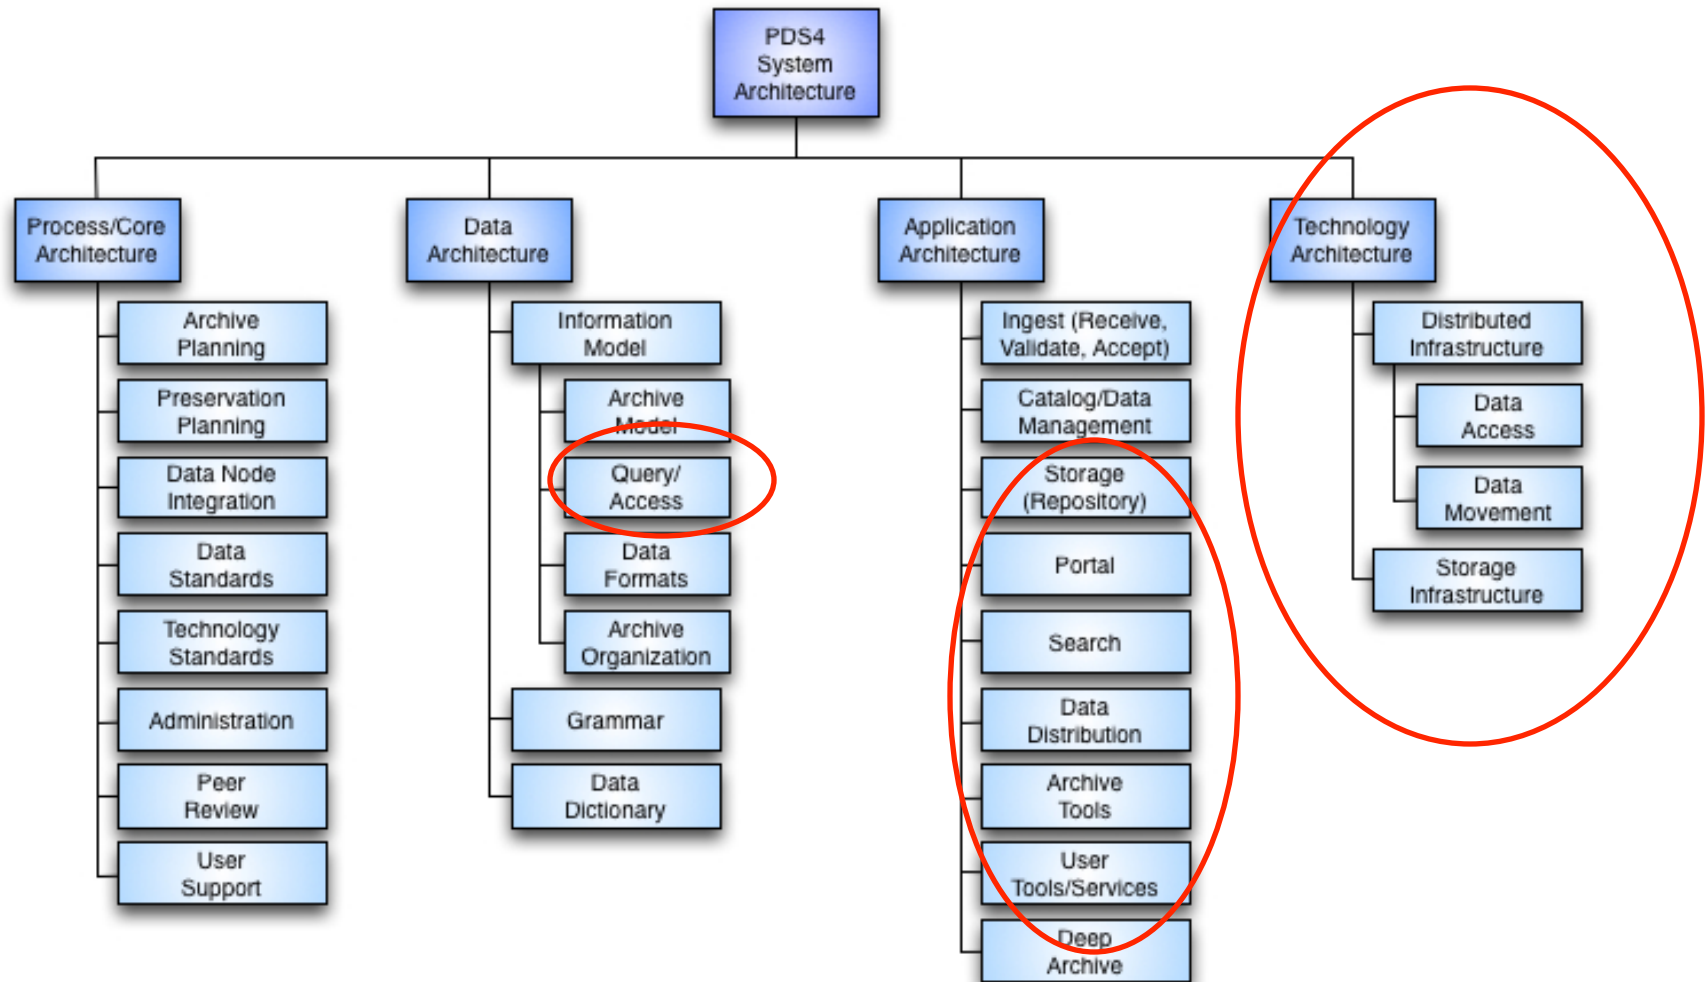 PDS4
System
Architecture
Process/Core
Architecture
Archive
Planning
Preservation
Planning
Data Node
Integration
Data
Standards
Technology
Standards
Administration
Peer
Review
User
Support
Data
Architecture
Information
Model
Archive
Model
Query/
Access
Data
Formats
Archive
Organization
Grammar
Data
Dictionary
Application
Architecture
Ingest (Receive,
Validate, Accept)
Catalog/Data
Management
Storage
(Repository)
Portal
Search
Data
Distribution
Archive
Tools
User
Tools/Services
Deep
Archive
Technology
Architecture
Distributed
Infrastructure
Data
Access
Data
Movement
Storage
Infrastructure